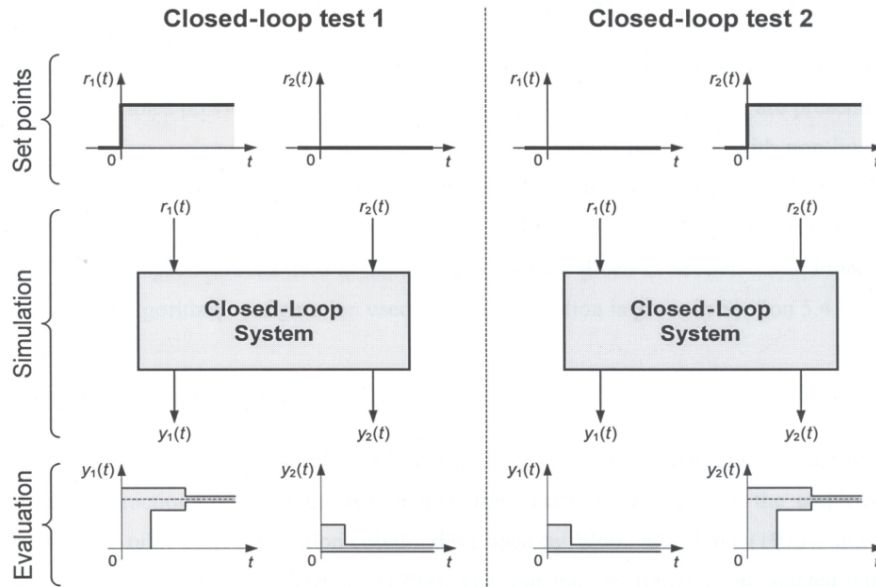 Closed-loop test 1
Closed-loop test 2
Set points
r₁(t)
0
t
r₂(t)
0
t
r₁(t)
0
t
r₂(t)
0
t
Simulation
r₁(t)
r₂(t)
Closed-Loop
System
y₁(t)
y₂(t)
r₁(t)
r₂(t)
Closed-Loop
System
y₁(t)
y₂(t)
Evaluation
y₁(t)
0
t
y₂(t)
0
t
y₁(t)
0
t
y₂(t)
0
t